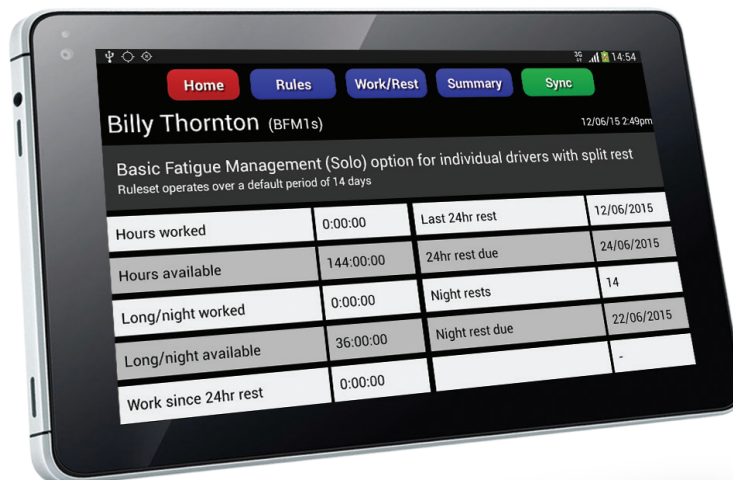 3G 14:54
Home Rules Work/Rest Summary Sync
Billy Thornton (BFM1s) 12/06/15 2:49pm
Basic Fatigue Management (Solo) option for individual drivers with split rest
Ruleset operates over a default period of 14 days
Hours worked 0:00:00 Last 24hr rest 12/06/2015
Hours available 144:00:00 24hr rest due 24/06/2015
Long/night worked 0:00:00 Night rests 14
Long/night available 36:00:00 Night rest due 22/06/2015
Work since 24hr rest 0:00:00 -